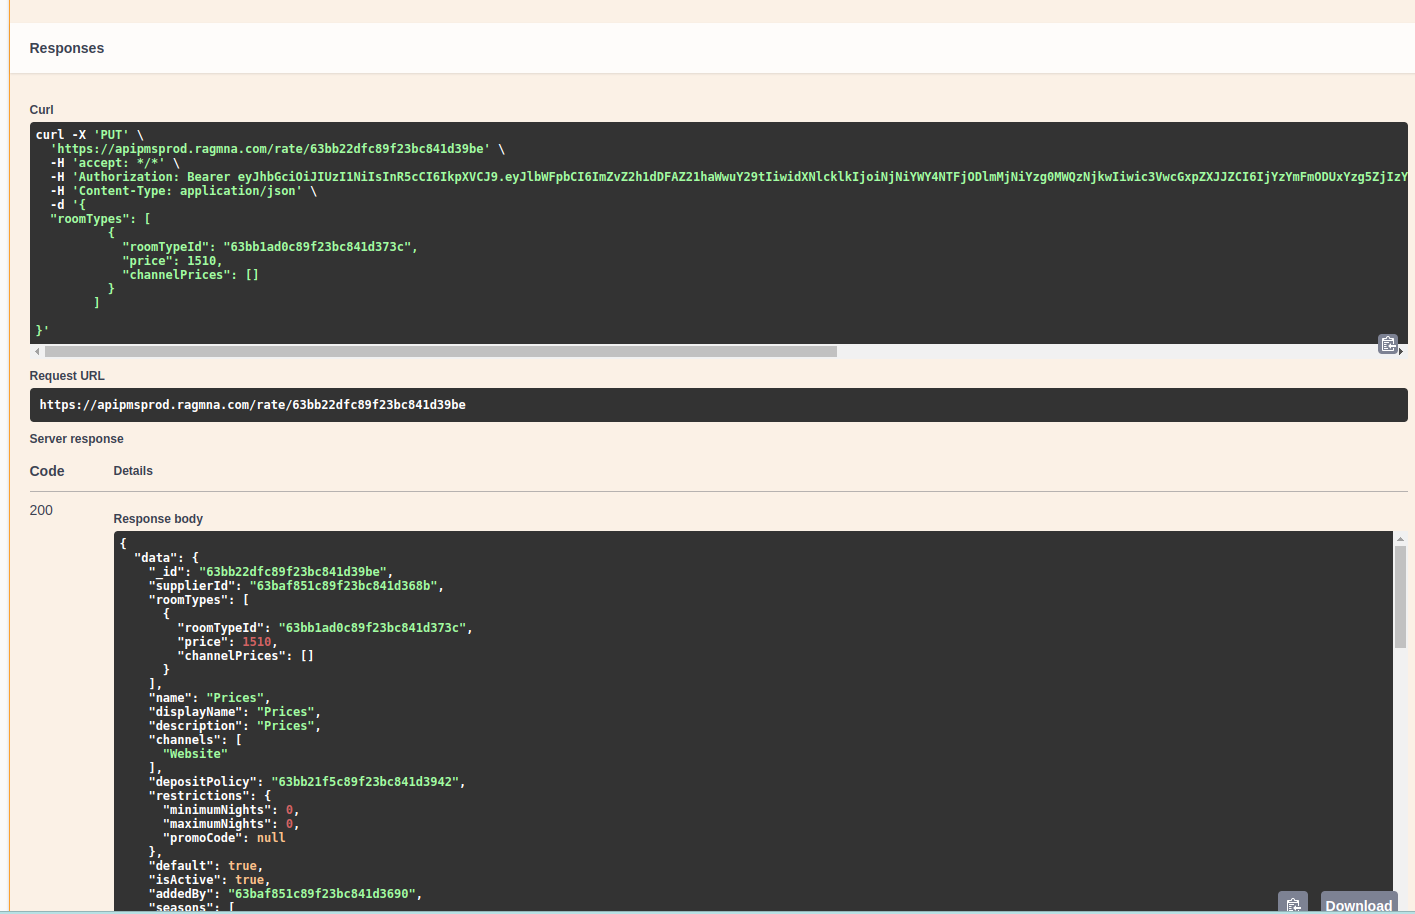 Responses
Curl
curl -X 'PUT' \
'https://apipmsprod.ragmna.com/rate/63bb22dfc89f23bc841d39be' \
-H 'accept: */*' \
-H 'Authorization: Bearer eyJhbGciOiJIUzI1NiIsInR5cCI6IkpXVCJ9.eyJlbWFpbCI6ImZvZ2h1dDFAZ21haWwuY29tIiwidXNlcklkIjoiNjNiYWY4NTFjODlmMjNiYzg0MWQzNjkwIiwic3VwcGxpZXJJZCI6IjYzYmFmODUxYzg5ZjIzY
-H 'Content-Type: application/json' \
-d '{
"roomTypes": [
{
"roomTypeId": "63bb1ad0c89f23bc841d373c",
"price": 1510,
"channelPrices": []
}
]
}'
Request URL
https://apipmsprod.ragmna.com/rate/63bb22dfc89f23bc841d39be
Server response
Code Details
200
Response body
{
"data": {
"_id": "63bb22dfc89f23bc841d39be",
"supplierId": "63baf851c89f23bc841d368b",
"roomTypes": [
{
"roomTypeId": "63bb1ad0c89f23bc841d373c",
"price": 1510,
"channelPrices": []
}
],
"name": "Prices",
"displayName": "Prices",
"description": "Prices",
"channels": [
"Website"
],
"depositPolicy": "63bb21f5c89f23bc841d3942",
"restrictions": {
"minimumNights": 0,
"maximumNights": 0,
"promoCode": null
},
"default": true,
"isActive": true,
"addedBy": "63baf851c89f23bc841d3690",
"seasons": [
Download